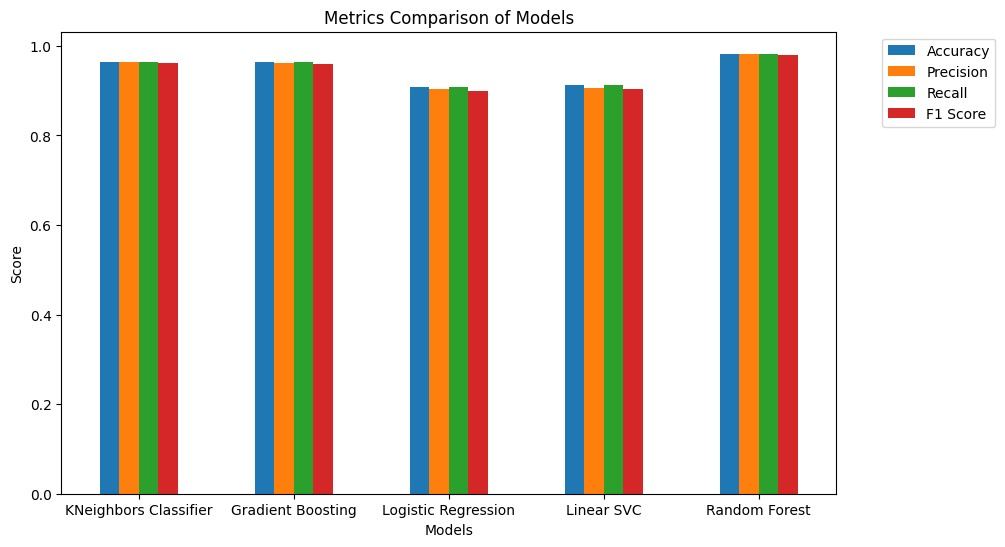 Metrics Comparison of Models
Accuracy
Precision
Recall
F1 Score
Score
1.0
0.8
0.6
0.4
0.2
0.0
KNeighbors Classifier
Gradient Boosting
Logistic Regression
Linear SVC
Random Forest
Models